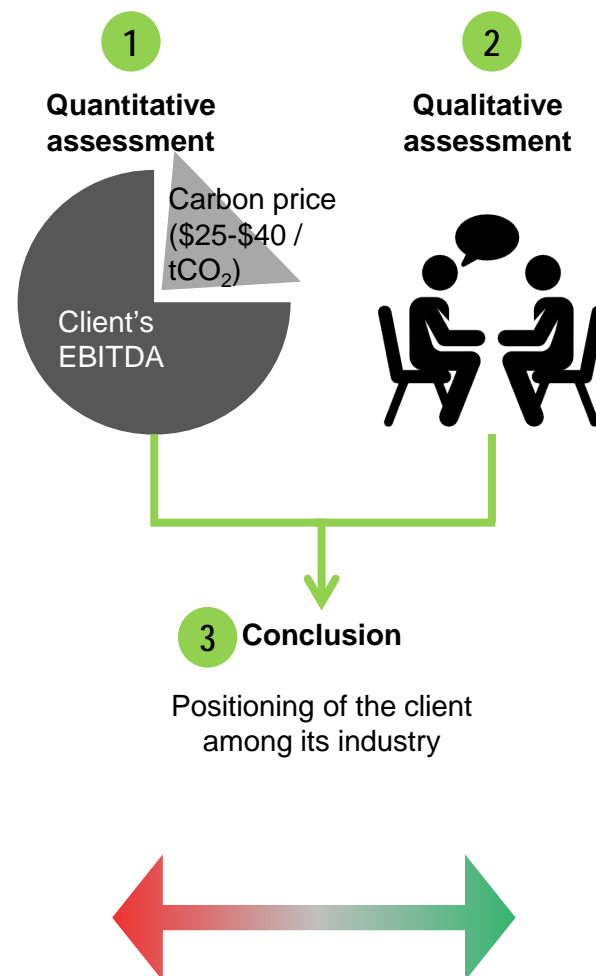 1
Quantitative
assessment
Carbon price
($25-$40 /
tCO₂)
Client’s
EBITDA
2
Qualitative
assessment
3 Conclusion
Positioning of the client
among its industry